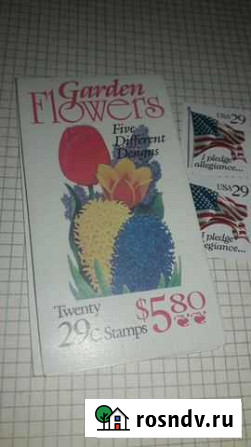 Garden
Flowers
Five
Different
Designs
Twenty
29¢ Stamps
$5.80
USA 29
I pledge
allegiance...
USA 29
I pledge
allegiance...
rosndv.ru